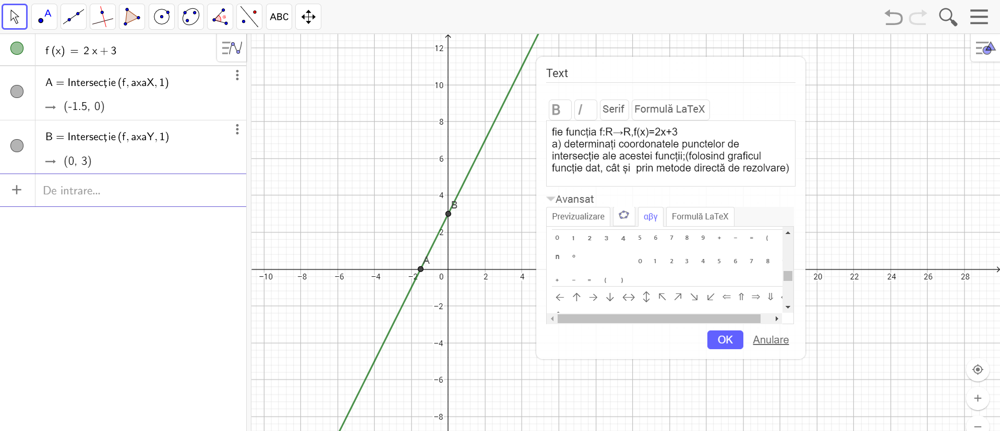 A
α
ABC
f(x) = 2x+3
A = Intersecție(f, axaX, 1)
→ (-1.5, 0)
B = Intersecție(f, axaY, 1)
→ (0, 3)
+ De intrare...
12
10
8
6
4
2
0
−2
−4
−6
−8
−10 −8 −6 −4 −2 2 4 20 22 24 26 28
A
B
Text
B I Serif Formulă LaTeX
fie funcția f:R→R,f(x)=2x+3
a) determinați coordonatele punctelor de
intersecție ale acestei funcții;(folosind graficul
funcție dat, cât și  prin metode directă de rezolvare)
Avansat
Previzualizare αβγ Formulă LaTeX
0 1 2 3 4 5 6 7 8 9 + − = (
n o 0 1 2 3 4 5 6 7 8
+ − = ( )
← ↑ → ↓ ↔ ↕ ↖ ↗ ↘ ↙ ⇐ ⇑ ⇒ ⇓
OK Anulare